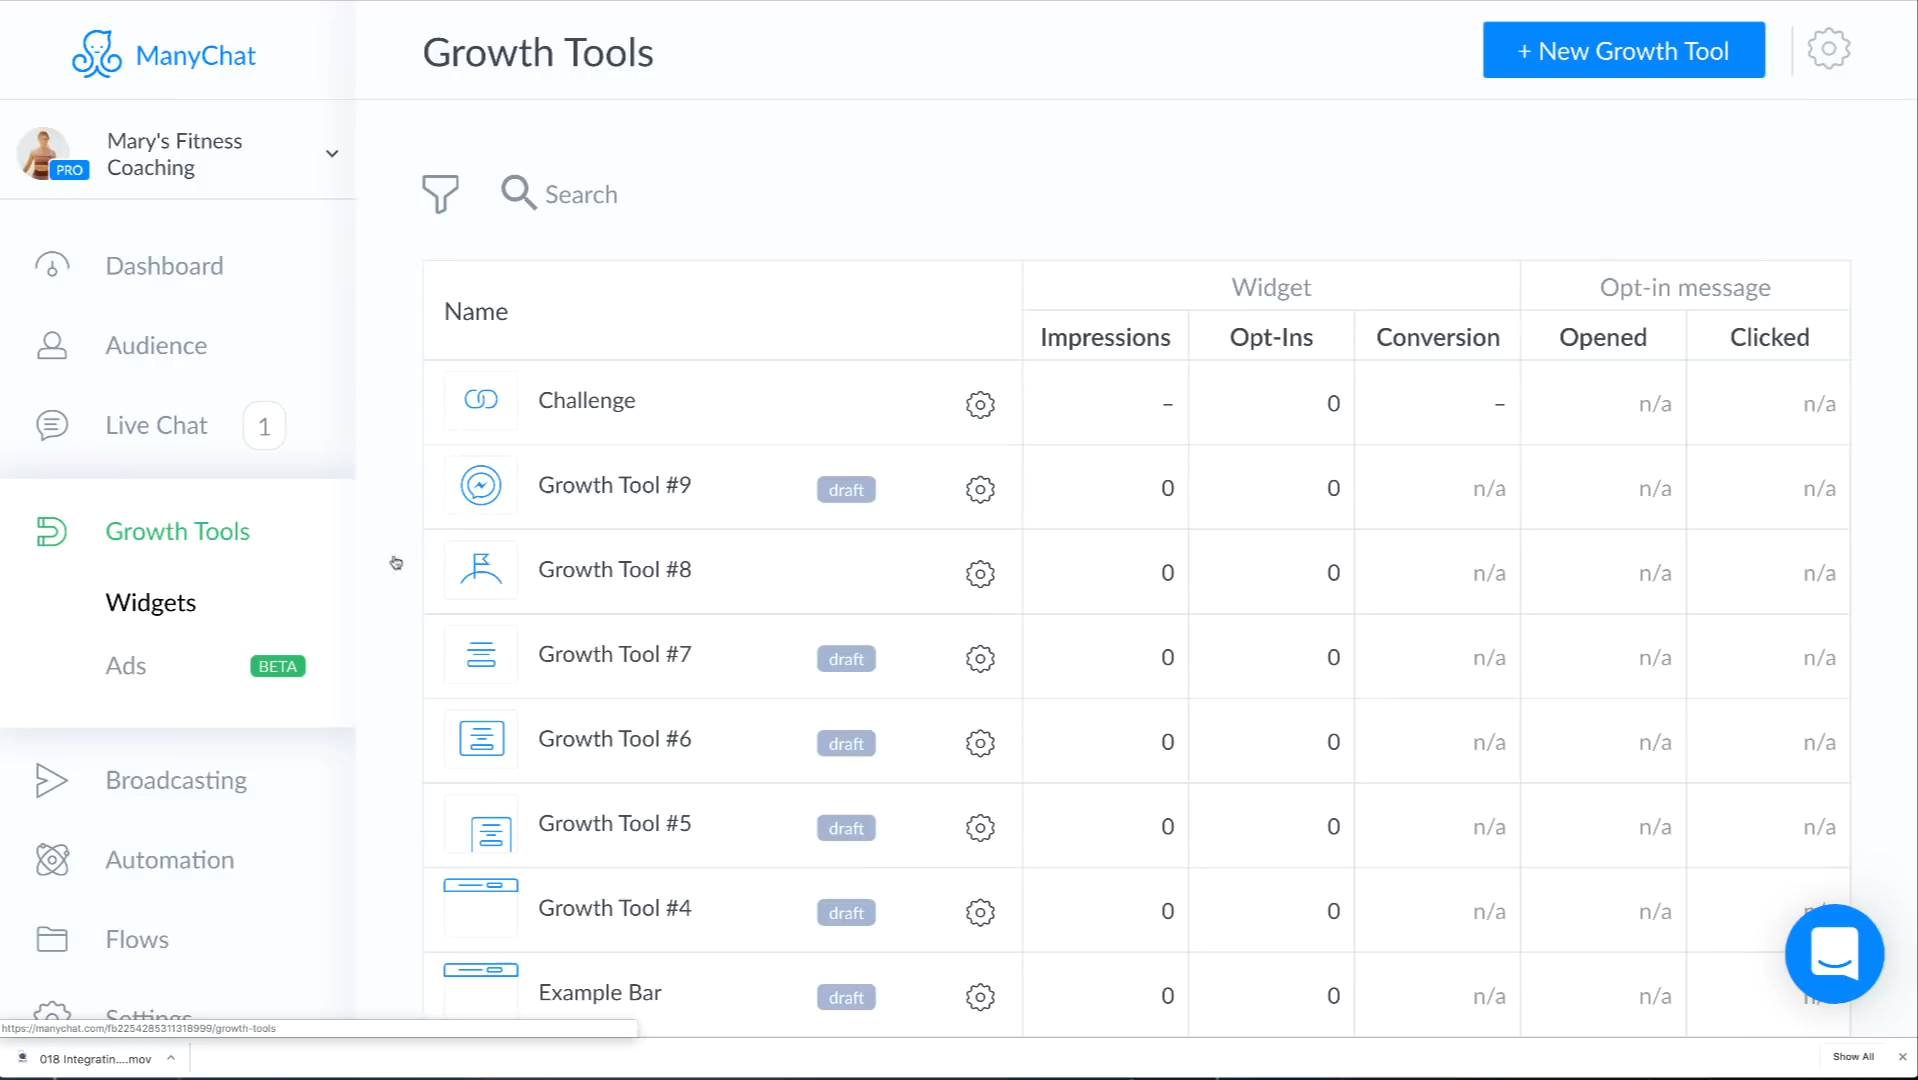 ManyChat
Growth Tools
+ New Growth Tool
Mary's Fitness
Coaching
PRO
Search
Dashboard
Audience
Live Chat 1
Growth Tools
Widgets
Ads BETA
Broadcasting
Automation
Flows
Settings
Name
Widget
Opt-in message
Impressions Opt-Ins Conversion Opened Clicked
Challenge – 0 – n/a n/a
Growth Tool #9 draft 0 0 n/a n/a n/a
Growth Tool #8 0 0 n/a n/a n/a
Growth Tool #7 draft 0 0 n/a n/a n/a
Growth Tool #6 draft 0 0 n/a n/a n/a
Growth Tool #5 draft 0 0 n/a n/a n/a
Growth Tool #4 draft 0 0 n/a n/a n/a
Example Bar draft 0 0 n/a n/a
https://manychat.com/fb2254285311318999/growth-tools
018 Integratin....mov
Show All